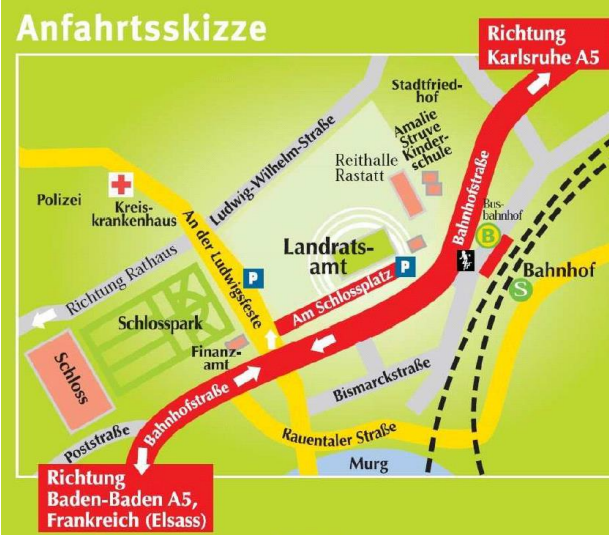 Anfahrtsskizze
Richtung
Karlsruhe A5
Stadtfried-
hof
Amalie
Struve
Kinder-
schule
Reithalle
Rastatt
Ludwig-Wilhelm-Straße
Polizei
Kreis-
krankenhaus
An der Ludwigsfeste
Bahnhofstraße
Bus-
bahnhof
B
Landrats-
amt
P
P
Am Schlossplatz
Bahnhof
S
Richtung Rathaus
Schlosspark
Schloss
Finanz-
amt
Bahnhofstraße
Bismarckstraße
Poststraße
Rauentaler Straße
Murg
Richtung
Baden-Baden A5,
Frankreich (Elsass)